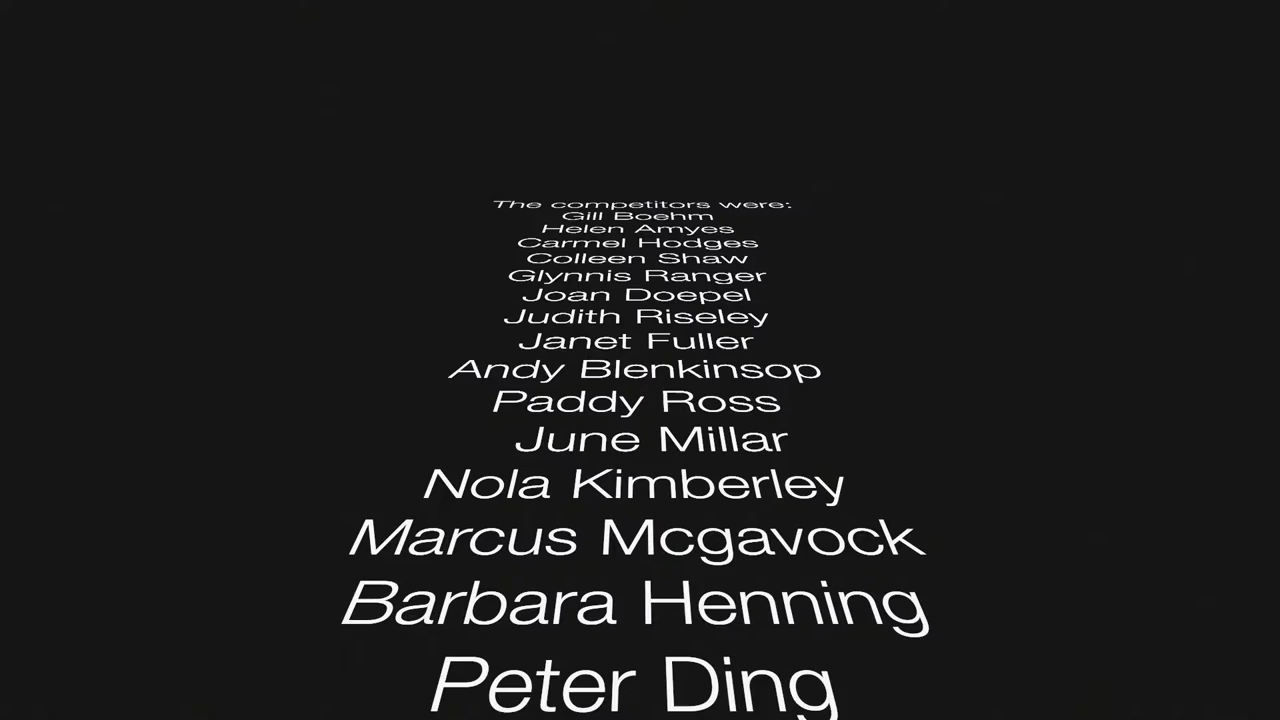 The competitors were:
Gill Boehm
Helen Amyes
Carmel Hodges
Colleen Shaw
Glynnis Ranger
Joan Doepel
Judith Riseley
Janet Fuller
Andy Blenkinsop
Paddy Ross
June Millar
Nola Kimberley
Marcus Mcgavock
Barbara Henning
Peter Ding